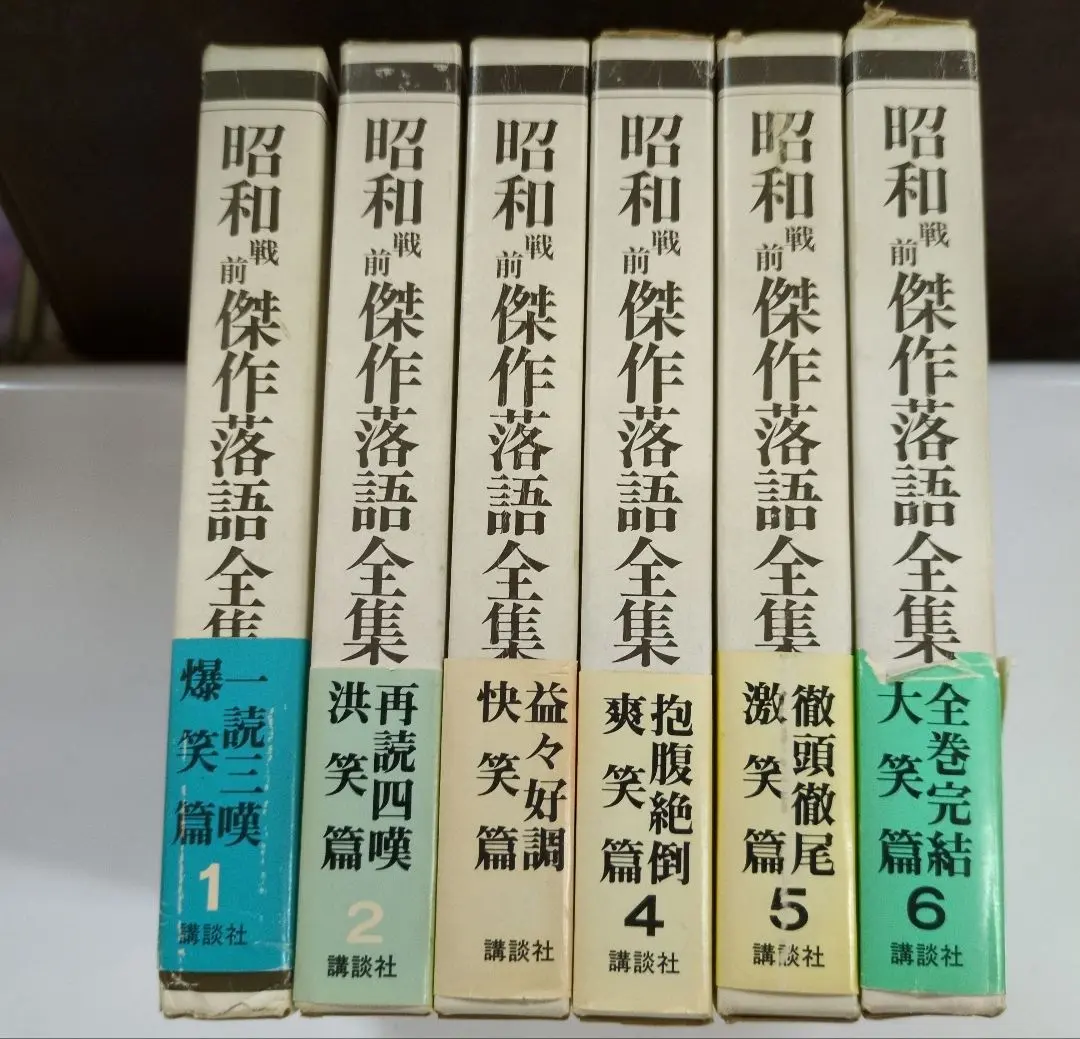 昭和戦前傑作落語全集
一読三嘆
爆笑篇
1
講談社
昭和戦前傑作落語全集
再読四嘆
洪笑篇
2
講談社
昭和戦前傑作落語全集
益々好調
快笑篇
講談社
昭和戦前傑作落語全集
抱腹絶倒
爽笑篇
4
講談社
昭和戦前傑作落語全集
徹頭徹尾
激笑篇
5
講談社
昭和戦前傑作落語全集
全巻完結
大笑篇
6
講談社